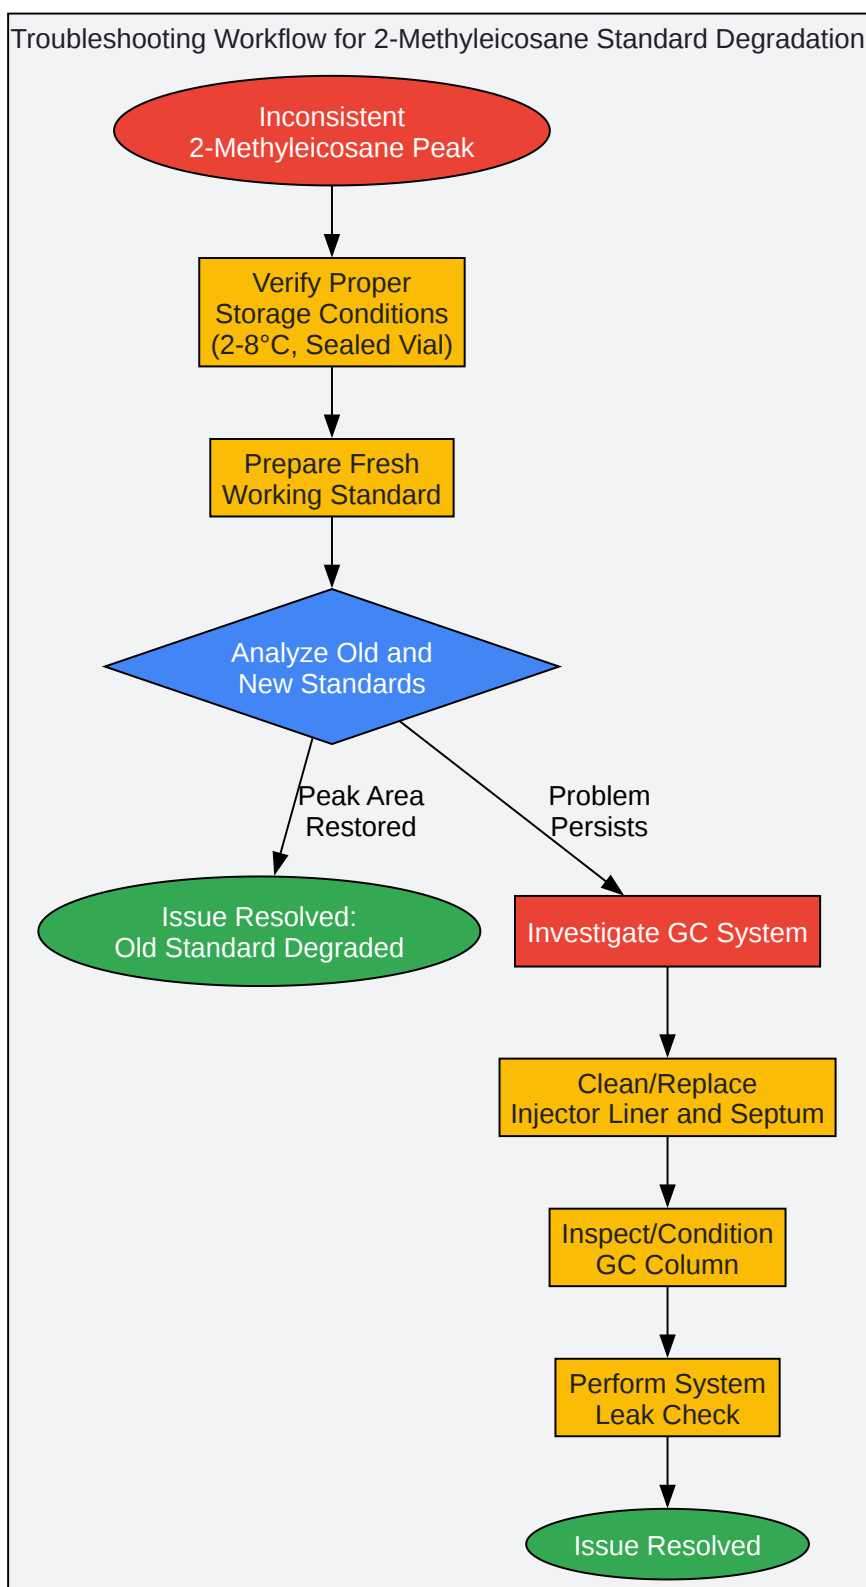 Troubleshooting Workflow for 2-Methyleicosane Standard Degradation
Inconsistent
2-Methyleicosane Peak
Verify Proper
Storage Conditions
(2-8°C, Sealed Vial)
Prepare Fresh
Working Standard
Analyze Old and
New Standards
Peak Area
Restored
Problem
Persists
Issue Resolved:
Old Standard Degraded
Investigate GC System
Clean/Replace
Injector Liner and Septum
Inspect/Condition
GC Column
Perform System
Leak Check
Issue Resolved